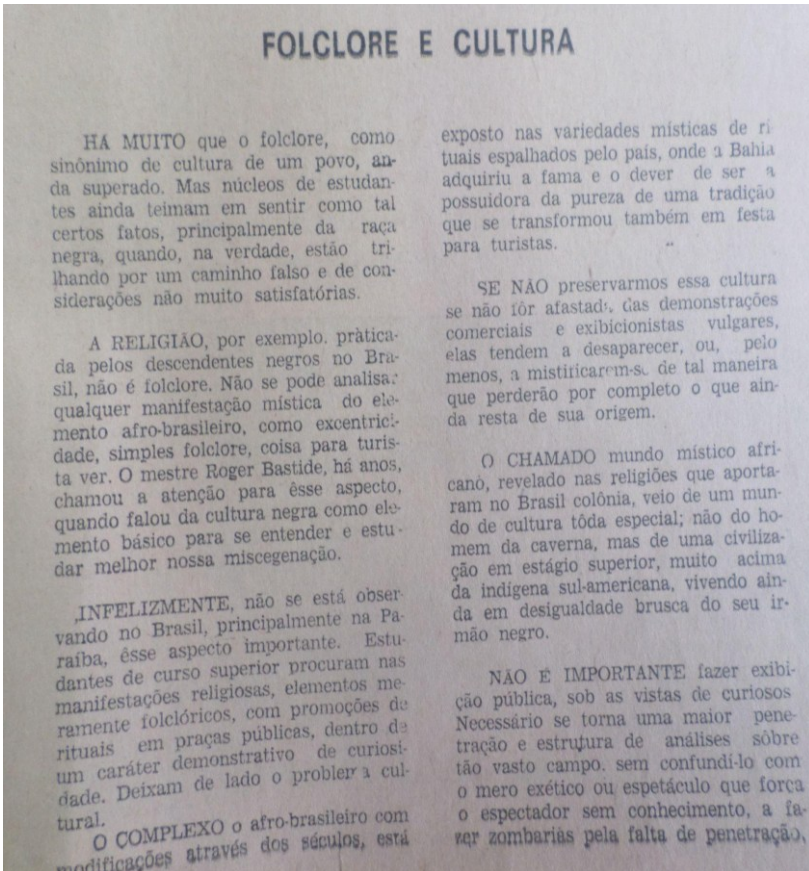 FOLCLORE E CULTURA
HÁ MUITO que o folclore, como
sinônimo de cultura de um povo, an-
da superado. Mas núcleos de estudan-
tes ainda teimam em sentir como tal
certos fatos, principalmente da raça
negra, quando, na verdade, estão tri-
lhando por um caminho falso e de con-
siderações não muito satisfatórias.
A RELIGIÃO, por exemplo. pràtica-
da pelos descendentes negros no Bra-
sil, não é folclore. Não se pode analisar
qualquer manifestação mística do ele-
mento afro-brasileiro, como excentrici-
dade, simples folclore, coisa para turis-
ta ver. O mestre Roger Bastide, há anos,
chamou a atenção para êsse aspecto,
quando falou da cultura negra como ele-
mento básico para se entender e estu-
dar melhor nossa miscegenação.
INFELIZMENTE, não se está obser
vando no Brasil, principalmente na Pa-
raíba, êsse aspecto importante. Estu-
dantes de curso superior procuram nas
manifestações religiosas, elementos me-
ramente folclóricos, com promoções de
rituais em praças públicas, dentro de
um caráter demonstrativo de curiosi-
dade. Deixam de lado o problema cul-
tural.
O COMPLEXO o afro-brasileiro com
modificações através dos séculos, está
exposto nas variedades místicas de ri
tuais espalhados pelo país, onde a Bahia
adquiriu a fama e o dever de ser a
possuidora da pureza de uma tradição
que se transformou também em festa
para turistas.
SE NÃO preservarmos essa cultura
se não fôr afastada das demonstrações
comerciais e exibicionistas vulgares,
elas tendem a desaparecer, ou, pelo
menos, a mistificarem-se de tal maneira
que perderão por completo o que ain-
da resta de sua origem.
O CHAMADO mundo místico afri-
cano, revelado nas religiões que aporta-
ram no Brasil colônia, veio de um mun-
do de cultura tôda especial; não do ho-
mem da caverna, mas de uma civiliza-
ção em estágio superior, muito acima
da indígena sul-americana, vivendo ain-
da em desigualdade brusca do seu ir-
mão negro.
NÃO É IMPORTANTE fazer exibi-
ção pública, sob as vistas de curiosos
Necessário se torna uma maior pene-
tração e estrutura de análises sôbre
tão vasto campo. sem confundi-lo com
o mero exético ou espetáculo que força
o espectador sem conhecimento, a fa-
zer zombarias pela falta de penetração,